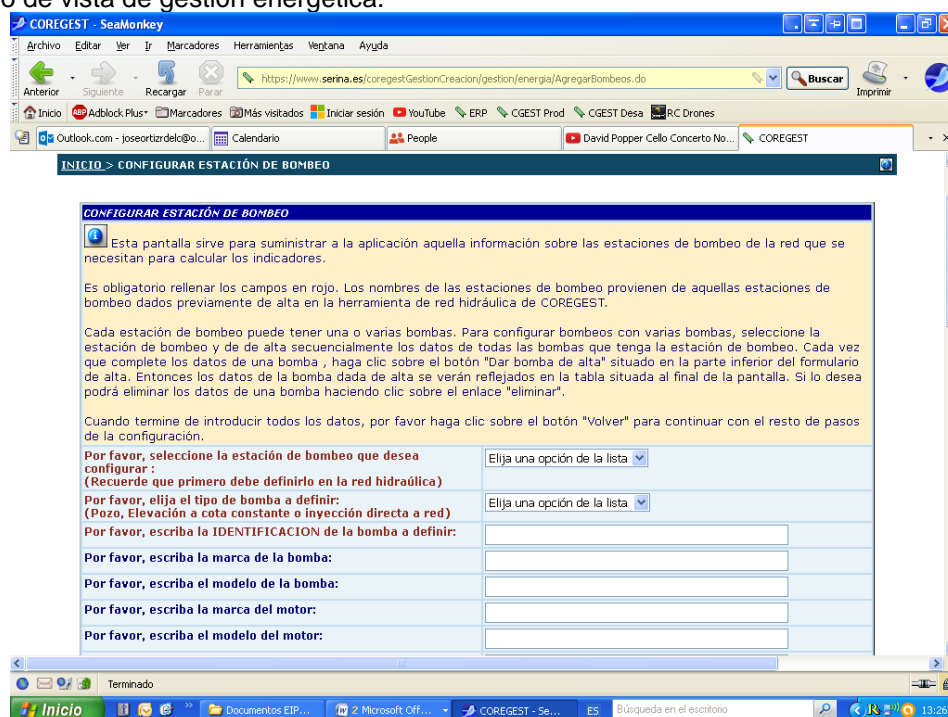 o de vista de gestión energética.
COREGEST - SeaMonkey
Archivo Editar Ver Ir Marcadores Herramientas Ventana Ayuda
Anterior Siguiente Recargar Parar https://www.serina.es/coregestGestionCreacion/gestion/energia/AgregarBombeos.do Buscar Imprimir
Inicio Adblock Plus Marcadores Más visitados Iniciar sesión YouTube ERP CGEST Prod CGEST Desa RC Drones
Outlook.com - joseortizrdelc@o... Calendario People David Popper Cello Concerto No... COREGEST
INICIO > CONFIGURAR ESTACIÓN DE BOMBEO
CONFIGURAR ESTACIÓN DE BOMBEO
Esta pantalla sirve para suministrar a la aplicación aquella información sobre las estaciones de bombeo de la red que se
necesitan para calcular los indicadores.
Es obligatorio rellenar los campos en rojo. Los nombres de las estaciones de bombeo provienen de aquellas estaciones de
bombeo dados previamente de alta en la herramienta de red hidráulica de COREGEST.
Cada estación de bombeo puede tener una o varias bombas. Para configurar bombeos con varias bombas, seleccione la
estación de bombeo y de de alta secuencialmente los datos de todas las bombas que tenga la estación de bombeo. Cada vez
que complete los datos de una bomba , haga clic sobre el botón "Dar bomba de alta" situado en la parte inferior del formulario
de alta. Entonces los datos de la bomba dada de alta se verán reflejados en la tabla situada al final de la pantalla. Si lo desea
podrá eliminar los datos de una bomba haciendo clic sobre el enlace "eliminar".
Cuando termine de introducir todos los datos, por favor haga clic sobre el botón "Volver" para continuar con el resto de pasos
de la configuración.
Por favor, seleccione la estación de bombeo que desea
configurar :
(Recuerde que primero debe definirlo en la red hidraúlica)
Elija una opción de la lista
Por favor, elija el tipo de bomba a definir:
(Pozo, Elevación a cota constante o inyección directa a red)
Elija una opción de la lista
Por favor, escriba la IDENTIFICACION de la bomba a definir:
Por favor, escriba la marca de la bomba:
Por favor, escriba el modelo de la bomba:
Por favor, escriba la marca del motor:
Por favor, escriba el modelo del motor:
Terminado
Inicio Documentos EIP... 2 Microsoft Off... COREGEST - Se... ES Búsqueda en el escritorio 13:26